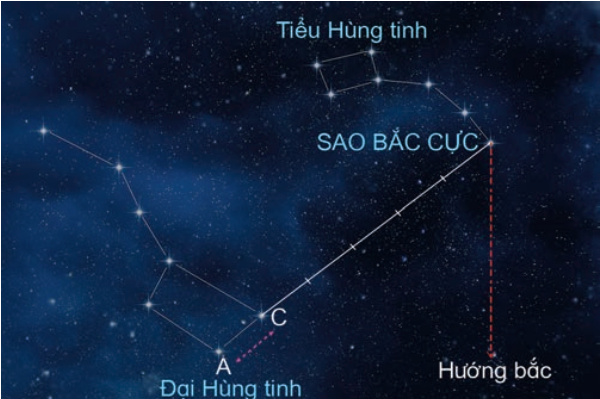 Tiểu Hùng tinh
SAO BẮC CỰC
C
A
Hướng bắc
Đại Hùng tinh